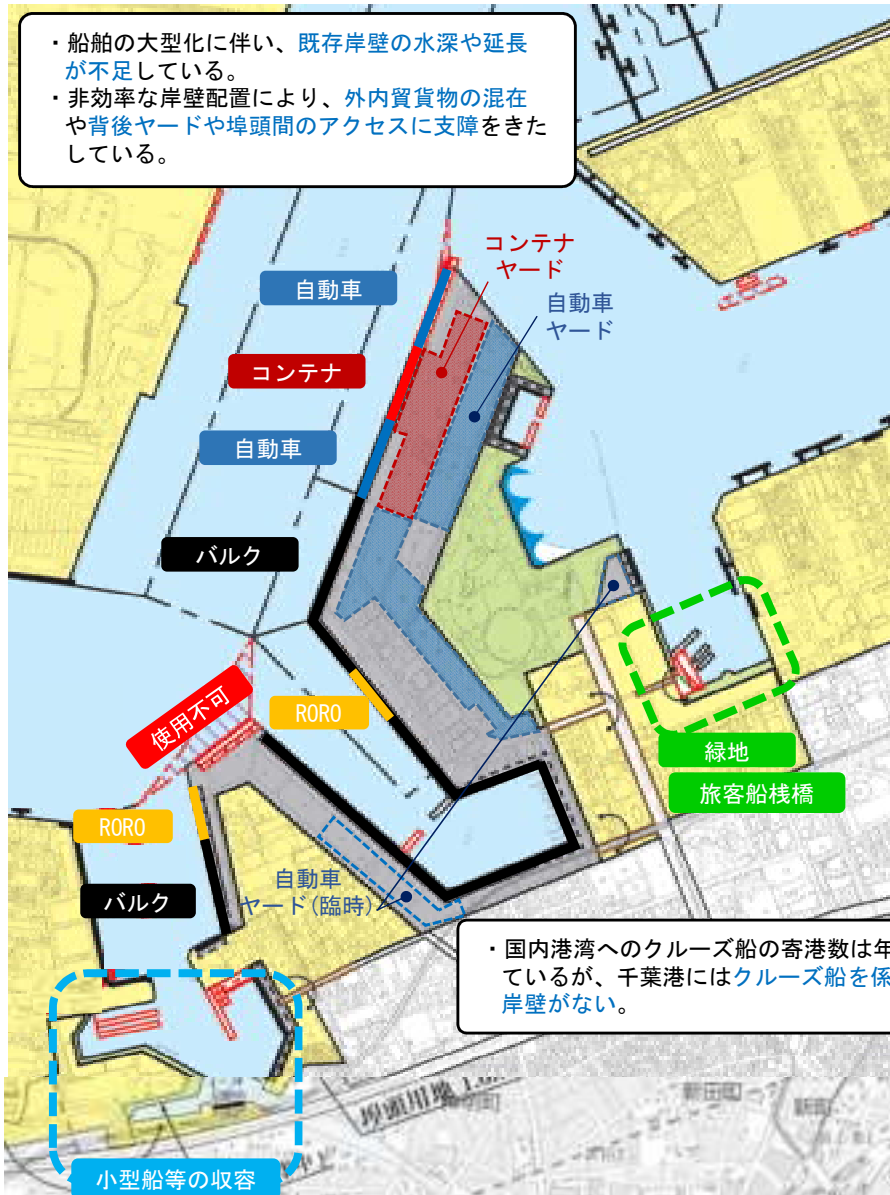 ・船舶の大型化に伴い、既存岸壁の水深や延長
が不足している。
・非効率な岸壁配置により、外内貿貨物の混在
や背後ヤードや埠頭間のアクセスに支障をきた
している。
コンテナ
ヤード
自動車
自動車
ヤード
コンテナ
自動車
バルク
使用不可
RORO
緑地
旅客船桟橋
RORO
自動車
ヤード(臨時)
バルク
・国内港湾へのクルーズ船の寄港数は年
ているが、千葉港にはクルーズ船を係
岸壁がない。
新田町
小型船等の収容